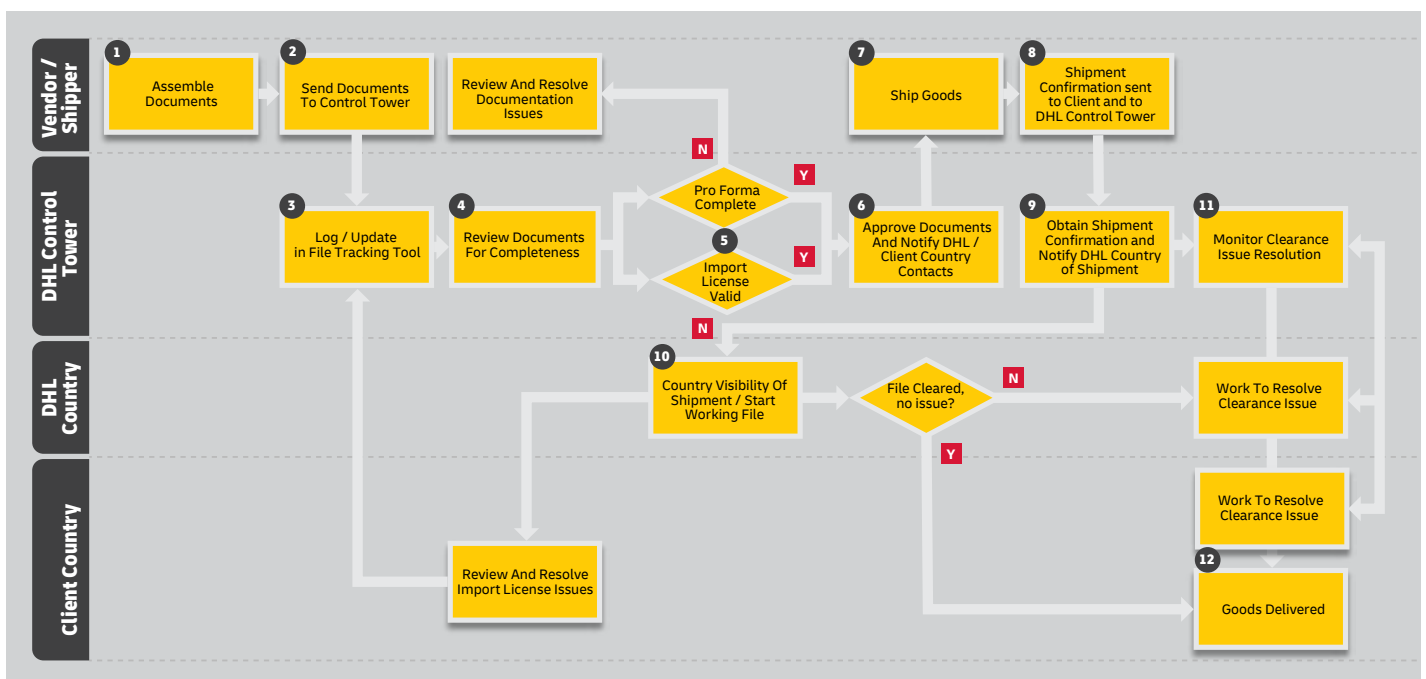 Vendor /
Shipper
1
Assemble
Documents
2
Send Documents
To Control Tower
Review And Resolve
Documentation
Issues
7
Ship Goods
8
Shipment
Confirmation sent
to Client and to
DHL Control Tower
N
Y
DHL Control
Tower
3
Log / Update
in File Tracking Tool
4
Review Documents
For Completeness
Pro Forma
Complete
5
Import
License
Valid
Y
N
6
Approve Documents
And Notify DHL /
Client Country
Contacts
9
Obtain Shipment
Confirmation and
Notify DHL Country
of Shipment
11
Monitor Clearance
Issue Resolution
DHL
Country
10
Country Visibility Of
Shipment / Start
Working File
File Cleared,
no issue?
N
Y
Work To Resolve
Clearance Issue
Client Country
Review And Resolve
Import License Issues
Work To Resolve
Clearance Issue
12
Goods Delivered